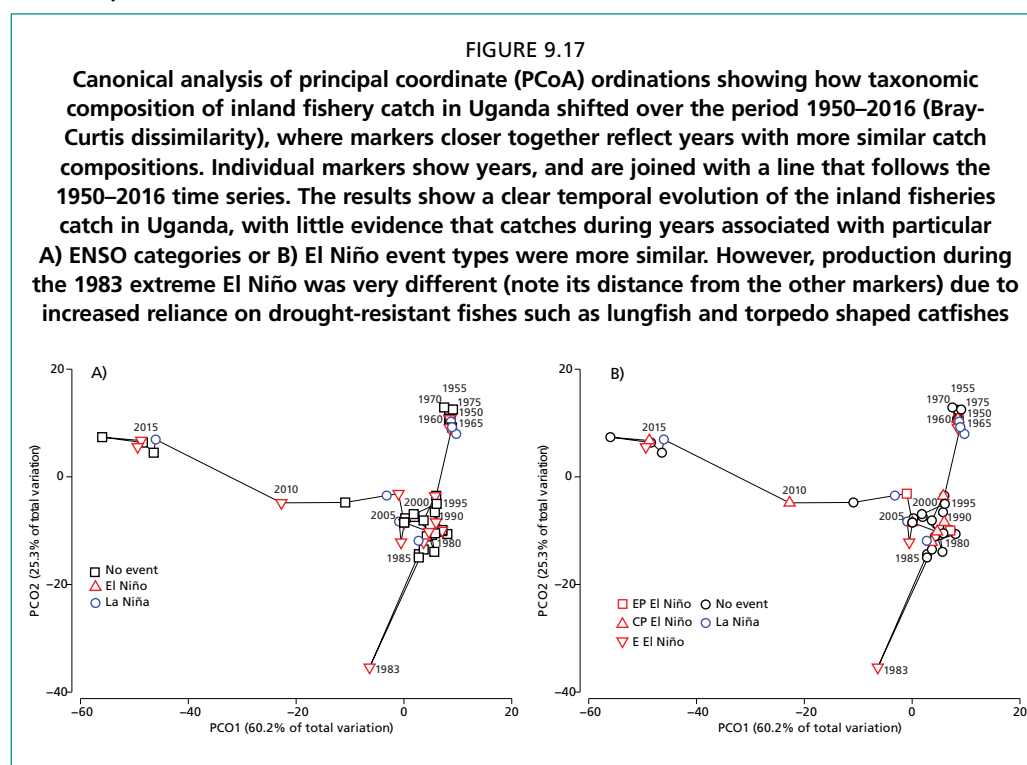 FIGURE 9.17
Canonical analysis of principal coordinate (PCoA) ordinations showing how taxonomic
composition of inland fishery catch in Uganda shifted over the period 1950–2016 (Bray-
Curtis dissimilarity), where markers closer together reflect years with more similar catch
compositions. Individual markers show years, and are joined with a line that follows the
1950–2016 time series. The results show a clear temporal evolution of the inland fisheries
catch in Uganda, with little evidence that catches during years associated with particular
A) ENSO categories or B) El Niño event types were more similar. However, production during
the 1983 extreme El Niño was very different (note its distance from the other markers) due to
increased reliance on drought-resistant fishes such as lungfish and torpedo shaped catfishes
A)
20
0
−20
−40
PCO2 (25.3% of total variation)
−60
−40
−20
0
20
PCO1 (60.2% of total variation)
1955
1970
1975
1950
1960
1965
2015
2010
2000
1995
2005
1990
1980
1985
1983
No event
El Niño
La Niña
B)
20
0
−20
−40
PCO2 (25.3% of total variation)
−60
−40
−20
0
20
PCO1 (60.2% of total variation)
1955
1970
1975
1950
1960
1965
2015
2010
2000
1995
2005
1990
1980
1985
1983
EP El Niño
No event
CP El Niño
La Niña
E El Niño